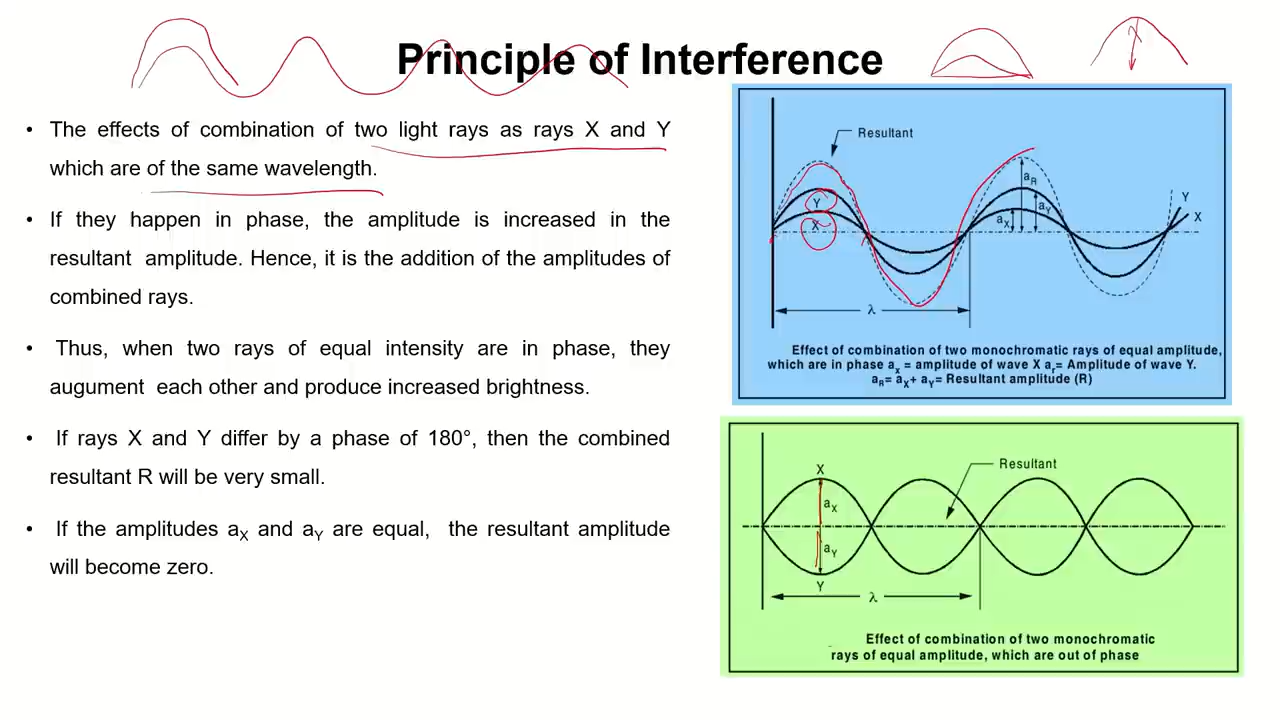 Principle of Interference
• The effects of combination of two light rays as rays X and Y
which are of the same wavelength.
• If they happen in phase, the amplitude is increased in the
resultant amplitude. Hence, it is the addition of the amplitudes of
combined rays.
• Thus, when two rays of equal intensity are in phase, they
augument each other and produce increased brightness.
• If rays X and Y differ by a phase of 180°, then the combined
resultant R will be very small.
• If the amplitudes aX and aY are equal, the resultant amplitude
will become zero.
Resultant
aR
Y
Y
aY
X
X
aX
λ
Effect of combination of two monochromatic rays of equal amplitude,
which are in phase ax = amplitude of wave X ar= Amplitude of wave Y.
aR= aX+ aY= Resultant amplitude (R)
Resultant
X
aX
aY
Y
λ
Effect of combination of two monochromatic
rays of equal amplitude, which are out of phase